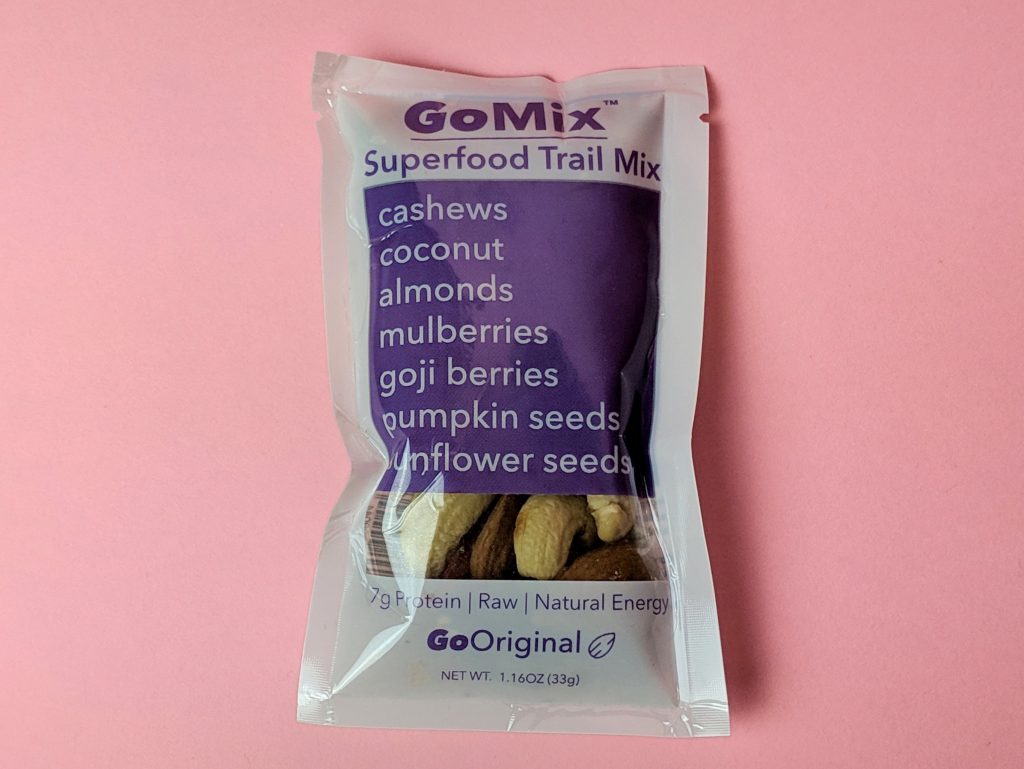 GoMix™
Superfood Trail Mix
cashews
coconut
almonds
mulberries
goji berries
pumpkin seeds
sunflower seeds
7g Protein | Raw | Natural Energy
GoOriginal
NET WT. 1.16OZ (33g)